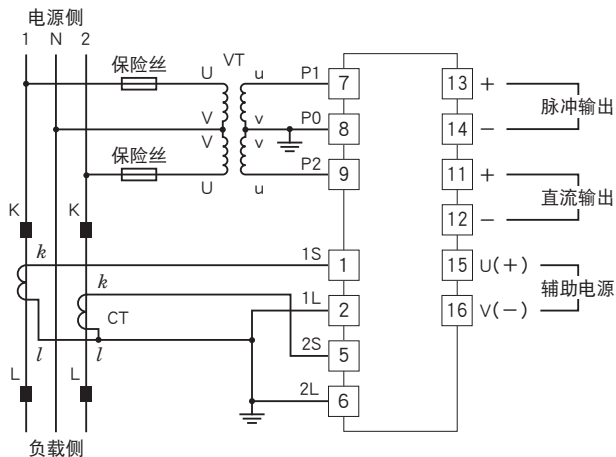 电源侧
1 N 2
保险丝
VT
U u P1 7 13 +
脉冲输出
V v P0 8 14 −
V v
保险丝
U u P2 9 11 +
直流输出
12 −
K K
k 1S 1 15 U(+)
辅助电源
k 1L 2 16 V(−)
CT
l l 2S 5
L L 2L 6
负载侧